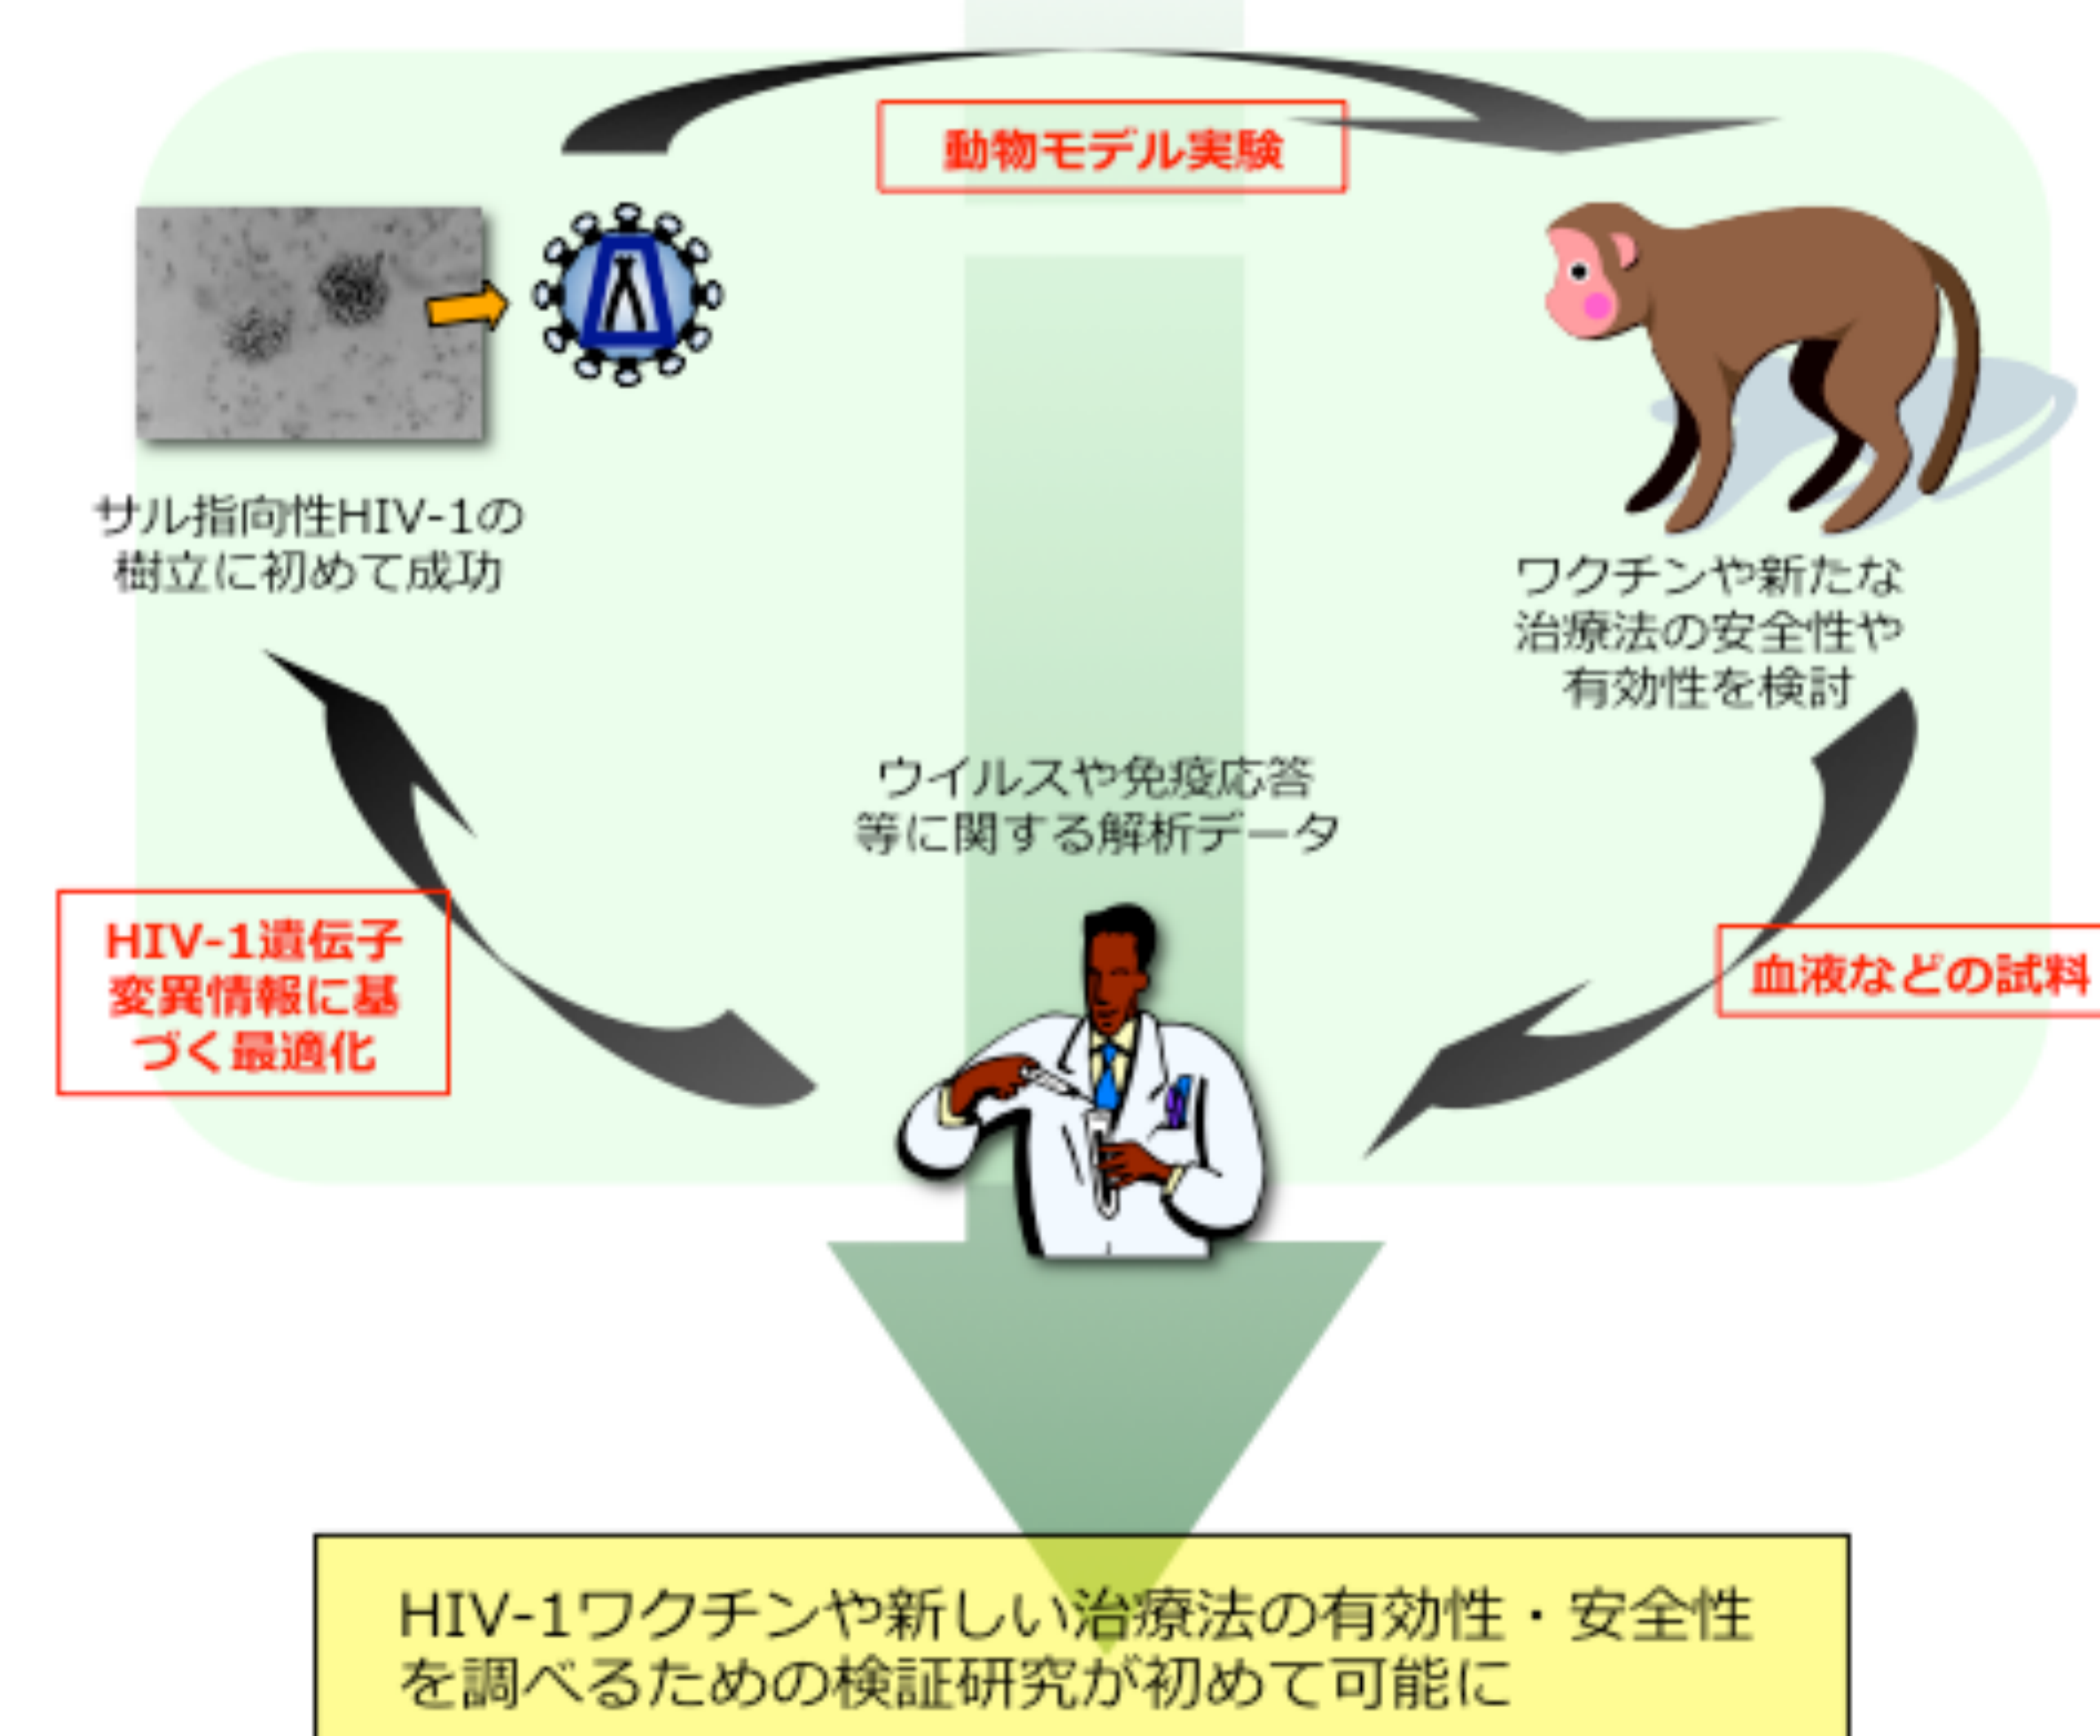 動物モデル実験
サル指向性HIV-1の
樹立に初めて成功
ワクチンや新たな
治療法の安全性や
有効性を検討
ウイルスや免疫応答
等に関する解析データ
HIV-1遺伝子
変異情報に基
づく最適化
血液などの試料
HIV-1ワクチンや新しい治療法の有効性・安全性
を調べるための検証研究が初めて可能に